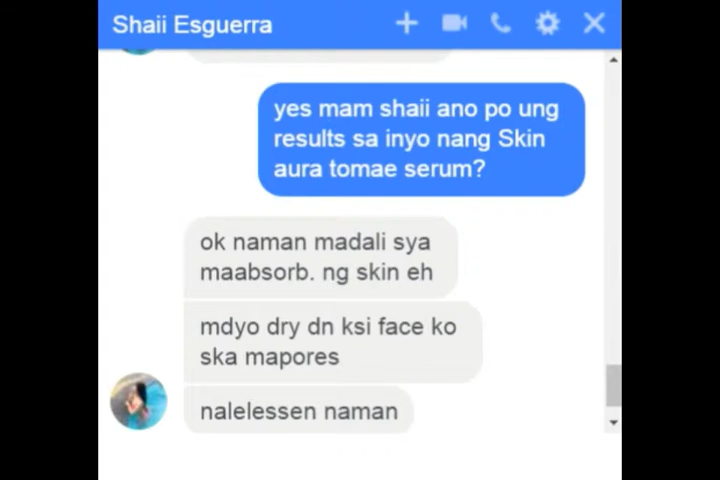 Shaii Esguerra
yes mam shaii ano po ung
results sa inyo nang Skin
aura tomae serum?
ok naman madali sya
maabsorb. ng skin eh
mdyo dry dn ksi face ko
ska mapores
nalelessen naman